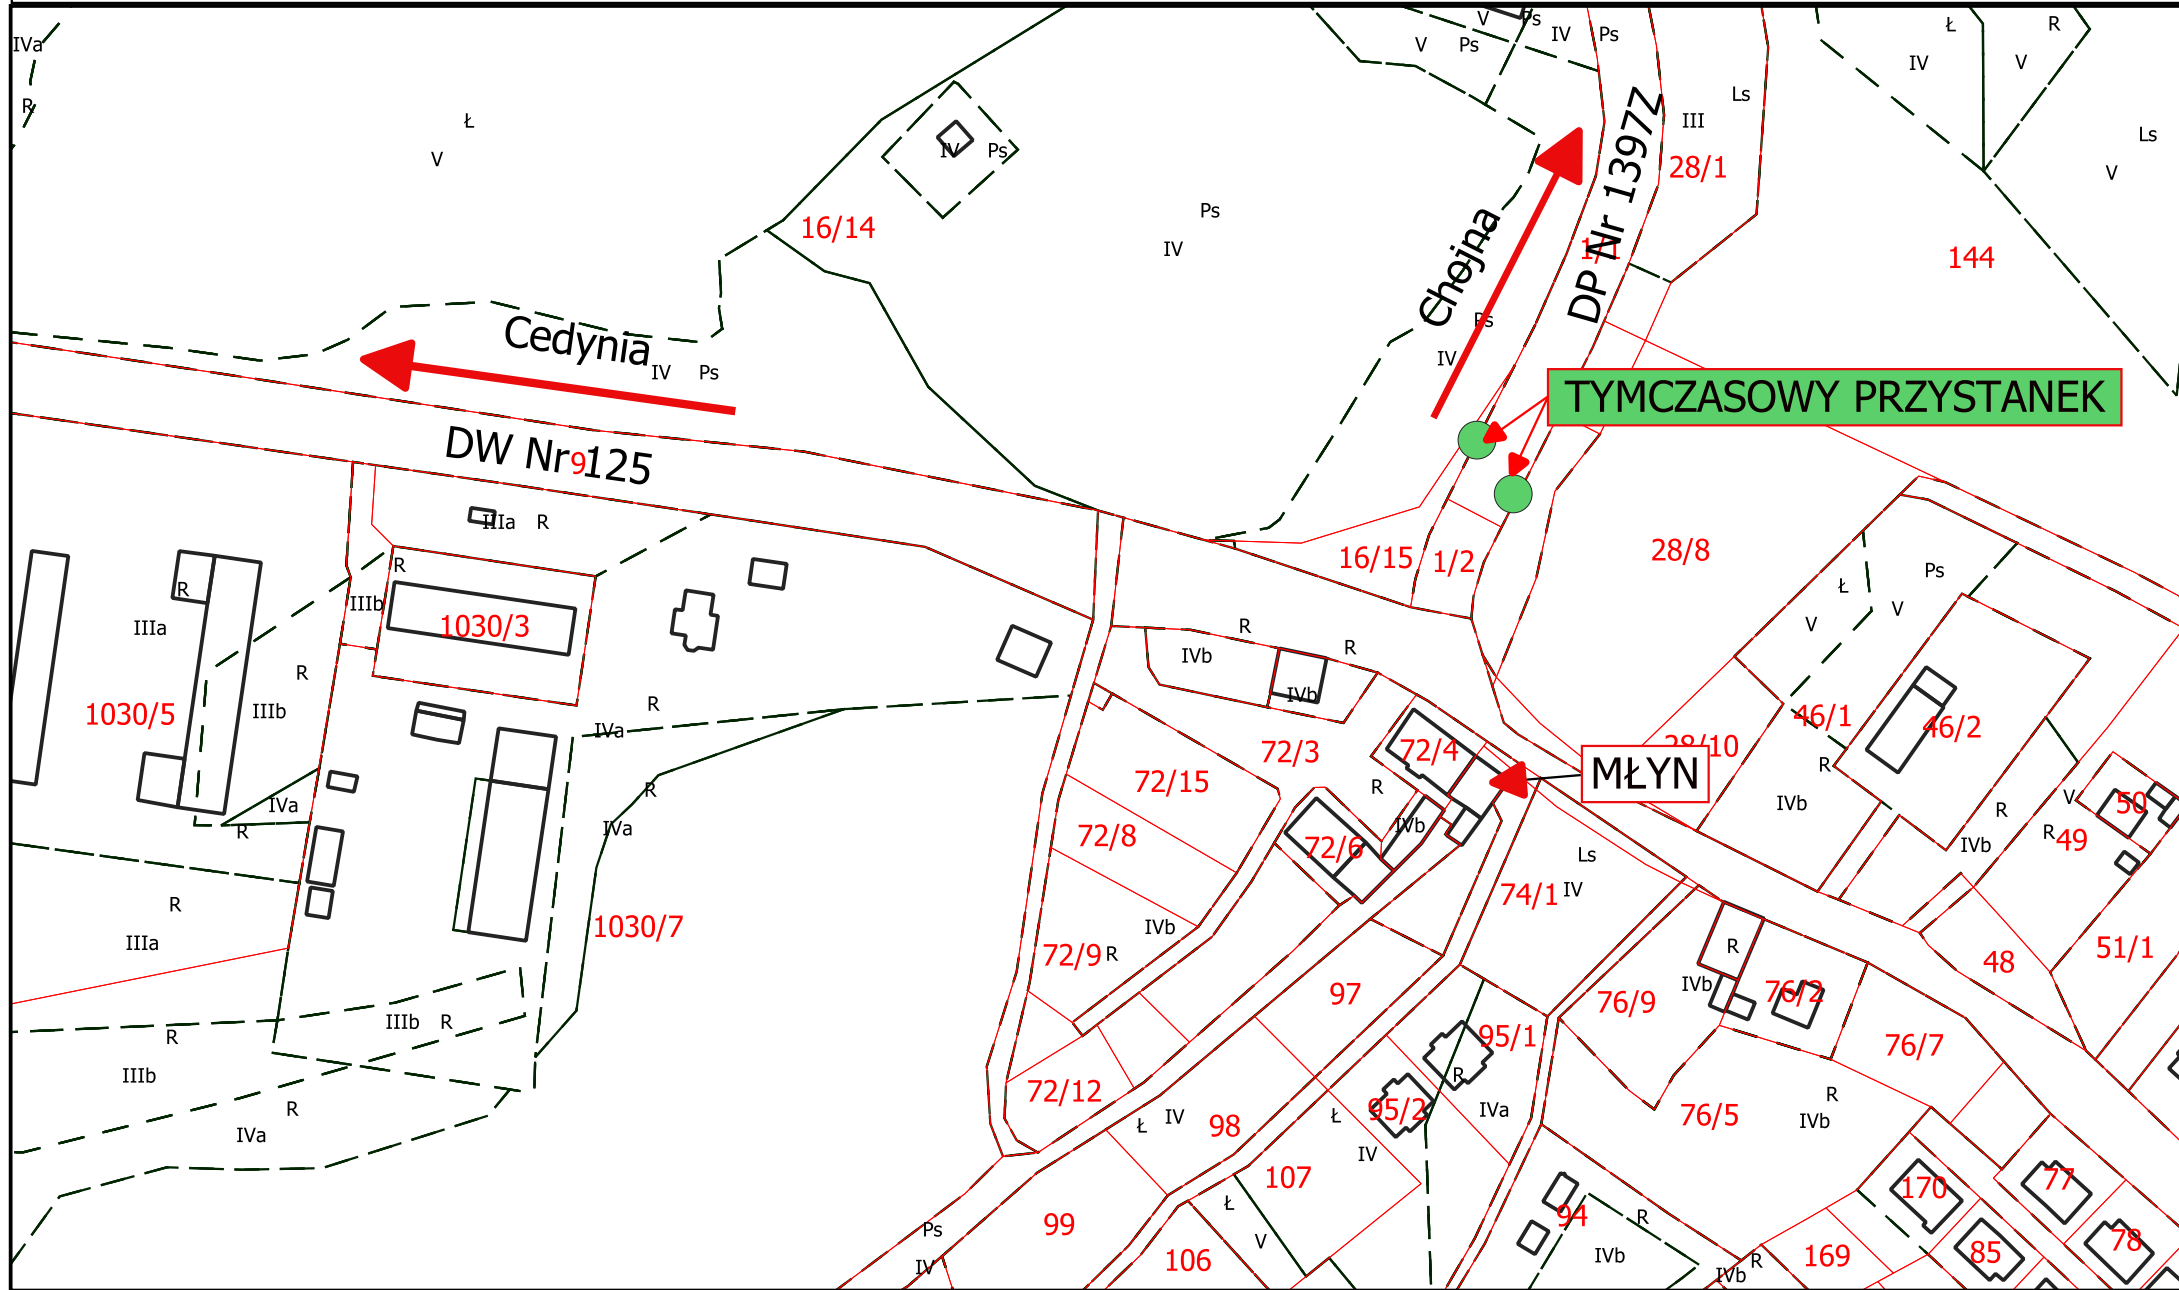 IVa
R
Ł
V
IV Ps
16/14
Ps
IV
V Ps
V Ps
IV Ps
Ls
III
28/1
Ł
IV
R
V
Ls
V
144
1/1
DP Nr 1397Z
Chojna
Ps
IV
Cedynia
IV Ps
DW Nr 125
9
TYMCZASOWY PRZYSTANEK
IIIa R
R
IIIb
1030/3
R
IIIa
1030/5
R
IIIb
IVa
R
R
IVa
R
IVa
1030/7
R
IIIa
R
IIIb
IIIb R
R
IVa
16/15
1/2
28/8
Ł
V
Ps
V
R
IVb
R
IVb
72/3
72/4
MŁYN
28/10
46/1
46/2
R
IVb
R
IVb
V
R
50
49
72/15
72/8
72/6
R
IVb
Ls
IV
74/1
72/9 R
IVb
97
R
IVb
76/2
76/9
48
51/1
76/7
95/1
R
72/12
Ł IV
98
95/2
Ł
IV
IVa
76/5
R
IVb
107
Ł
V
99
106
Ps
IV
94
R
IVb
IVb R
169
170
85
77
78